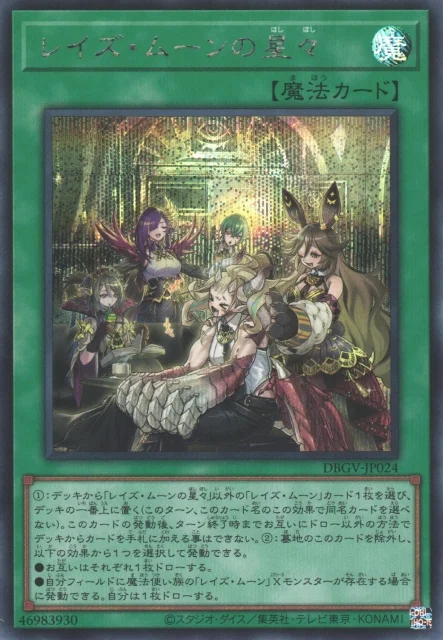 レイズ・ムーンの星々
【魔法カード】
魔
DBGV-JP024
①：デッキから「レイズ・ムーンの星々」以外の「レイズ・ムーン」カード1枚を選び、
デッキの一番上に置く(このターン、このカード名のこの効果で同名カードを選べ
ない)。このカードの発動後、ターン終了時までお互いにドロー以外の方法で
デッキからカードを手札に加える事はできない。②：墓地のこのカードを除外し、
以下の効果から1つを選択して発動できる。
●お互いはそれぞれ1枚ドローする。
●自分フィールドに魔法使い族の「レイズ・ムーン」Xモンスターが存在する場合
に発動できる。自分は1枚ドローする。
46983930
©スタジオ・ダイス／集英社・テレビ東京・KONAMI